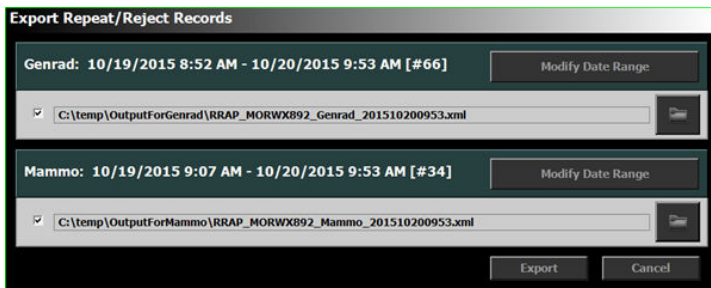 Export Repeat/Reject Records
Genrad: 10/19/2015 8:52 AM - 10/20/2015 9:53 AM [#66]
Modify Date Range
C:\temp\OutputForGenrad\RRAP_MORWX892_Genrad_201510200953.xml
Mammo: 10/19/2015 9:07 AM - 10/20/2015 9:53 AM [#34]
Modify Date Range
C:\temp\OutputForMammo\RRAP_MORWX892_Mammo_201510200953.xml
Export
Cancel